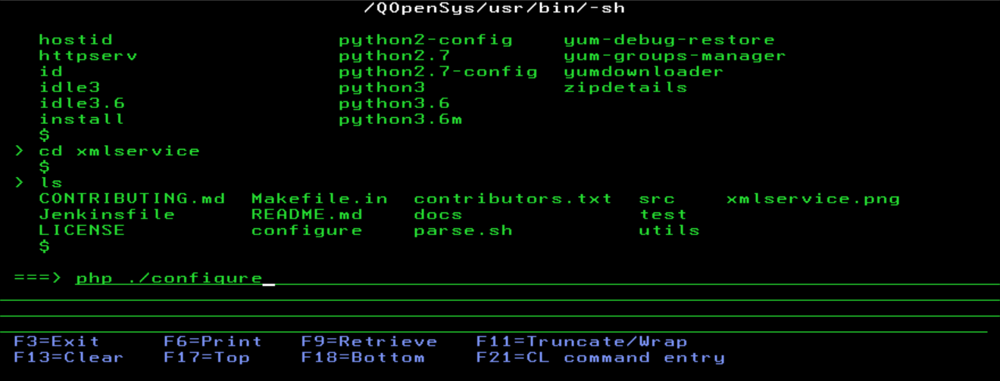 /QOpenSys/usr/bin/-sh
hostid python2-config yum-debug-restore
httpserv python2.7 yum-groups-manager
id python2.7-config yumdownloader
idle3 python3 zipdetails
idle3.6 python3.6
install python3.6m
$
> cd xmlservice
$
> ls
CONTRIBUTING.md Makefile.in contributors.txt src xmlservice.png
Jenkinsfile README.md docs test
LICENSE configure parse.sh utils
$
===> php ./configure_
F3=Exit F6=Print F9=Retrieve F11=Truncate/Wrap
F13=Clear F17=Top F18=Bottom F21=CL command entry